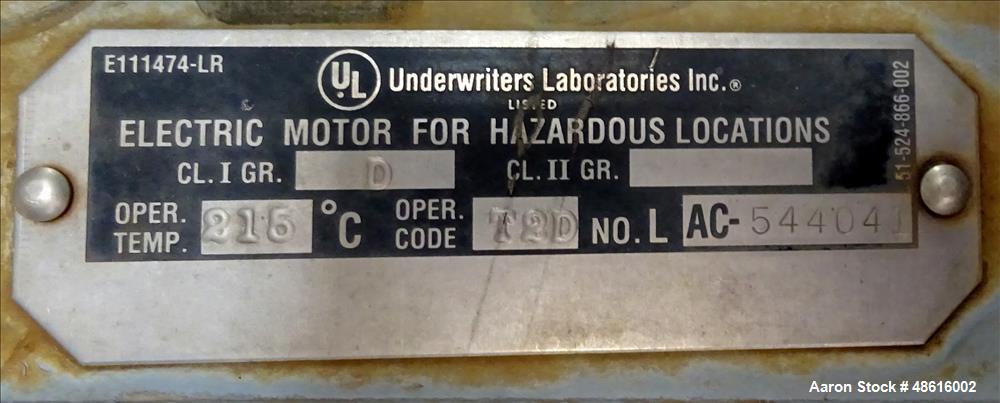 E111474-LR
UL Underwriters Laboratories Inc.®
LISTED
ELECTRIC MOTOR FOR HAZARDOUS LOCATIONS
CL. I GR. D CL. II GR.
OPER. TEMP. 215 °C OPER. CODE T2D NO. L AC-544041
51-524-866-002
Aaron Stock # 48616002